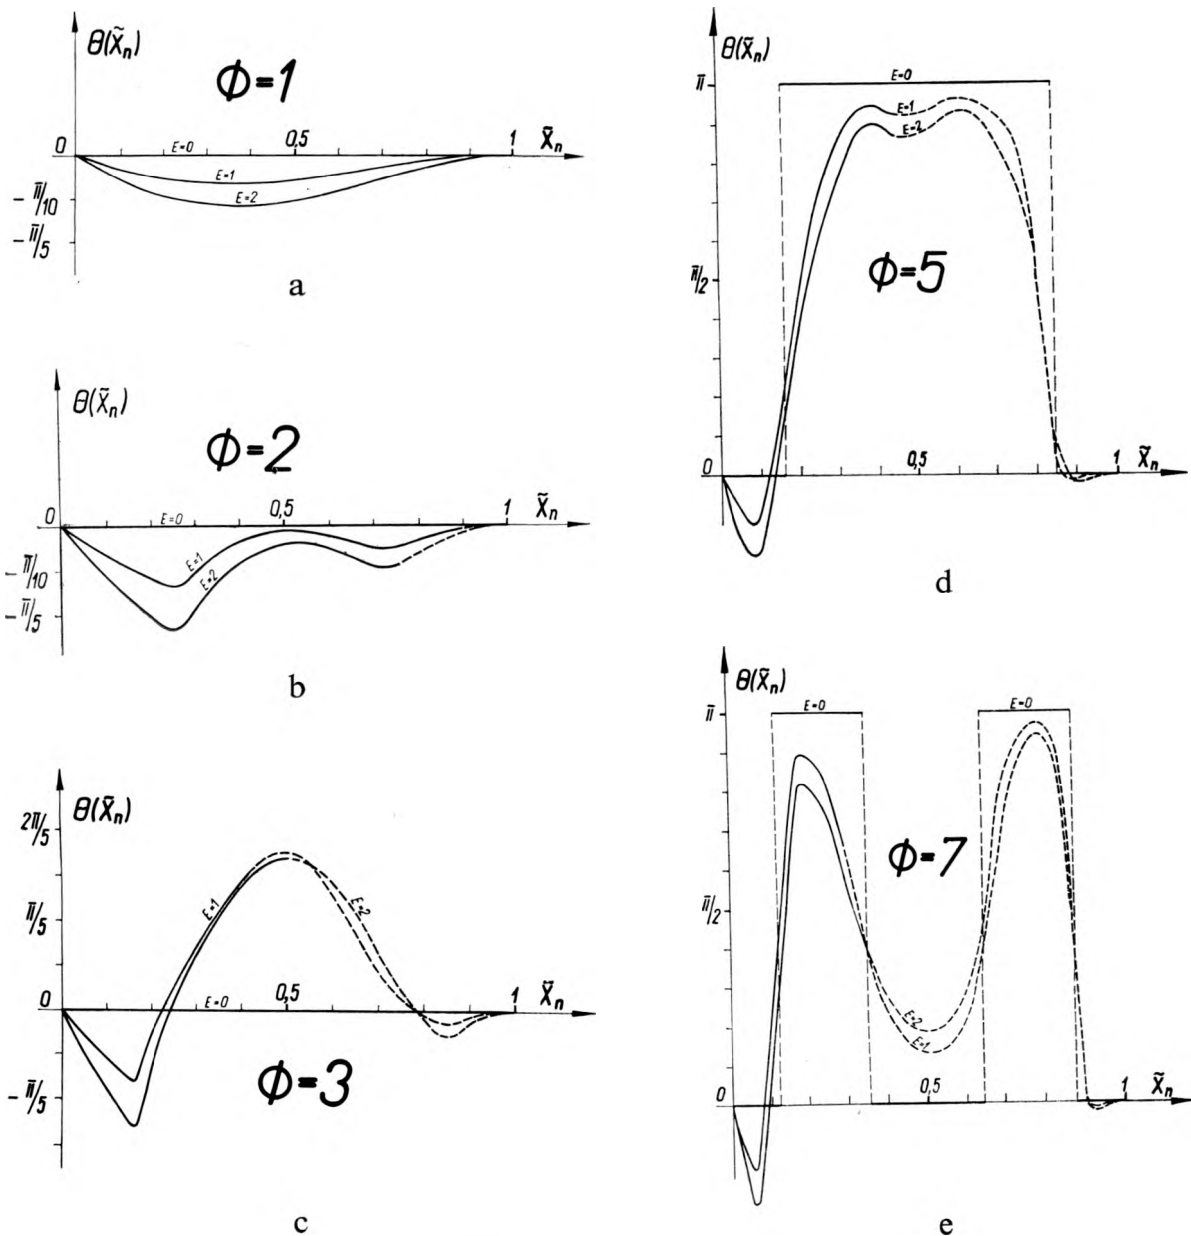 θ(x̃ₙ)
Φ=1
0
E=0
0,5
1
x̃ₙ
E=1
E=2
-π/10
-π/5
a
θ(x̃ₙ)
Φ=2
0
E=0
0,5
1
x̃ₙ
E=1
E=2
-π/10
-π/5
b
θ(x̃ₙ)
2π/5
π/5
E=1
E=2
0
E=0
0,5
1
x̃ₙ
-π/5
Φ=3
c
θ(x̃ₙ)
π
E=0
E=1
E=2
π/2
Φ=5
0
0,5
1
x̃ₙ
d
θ(x̃ₙ)
π
E=0
E=0
Φ=7
π/2
E=2
E=1
0
0,5
1
x̃ₙ
e